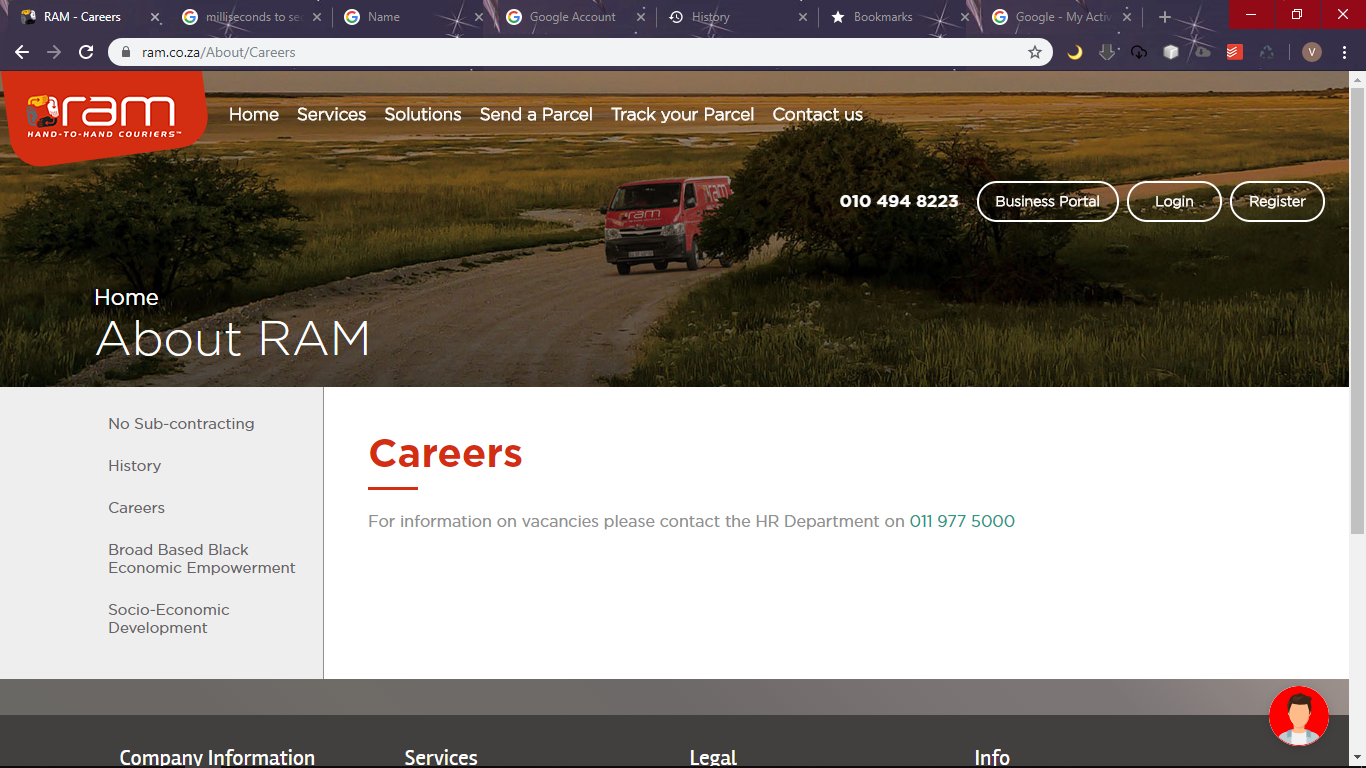 RAM - Careers
milliseconds to sec
Name
Google Account
History
Bookmarks
Google - My Activ
ram.co.za/About/Careers
V
ram
HAND-TO-HAND COURIERS™
Home Services Solutions Send a Parcel Track your Parcel Contact us
010 494 8223 Business Portal Login Register
ram
ram
Home
About RAM
No Sub-contracting
History
Careers
Broad Based Black
Economic Empowerment
Socio-Economic
Development
Careers
For information on vacancies please contact the HR Department on 011 977 5000
Company Information Services Legal Info